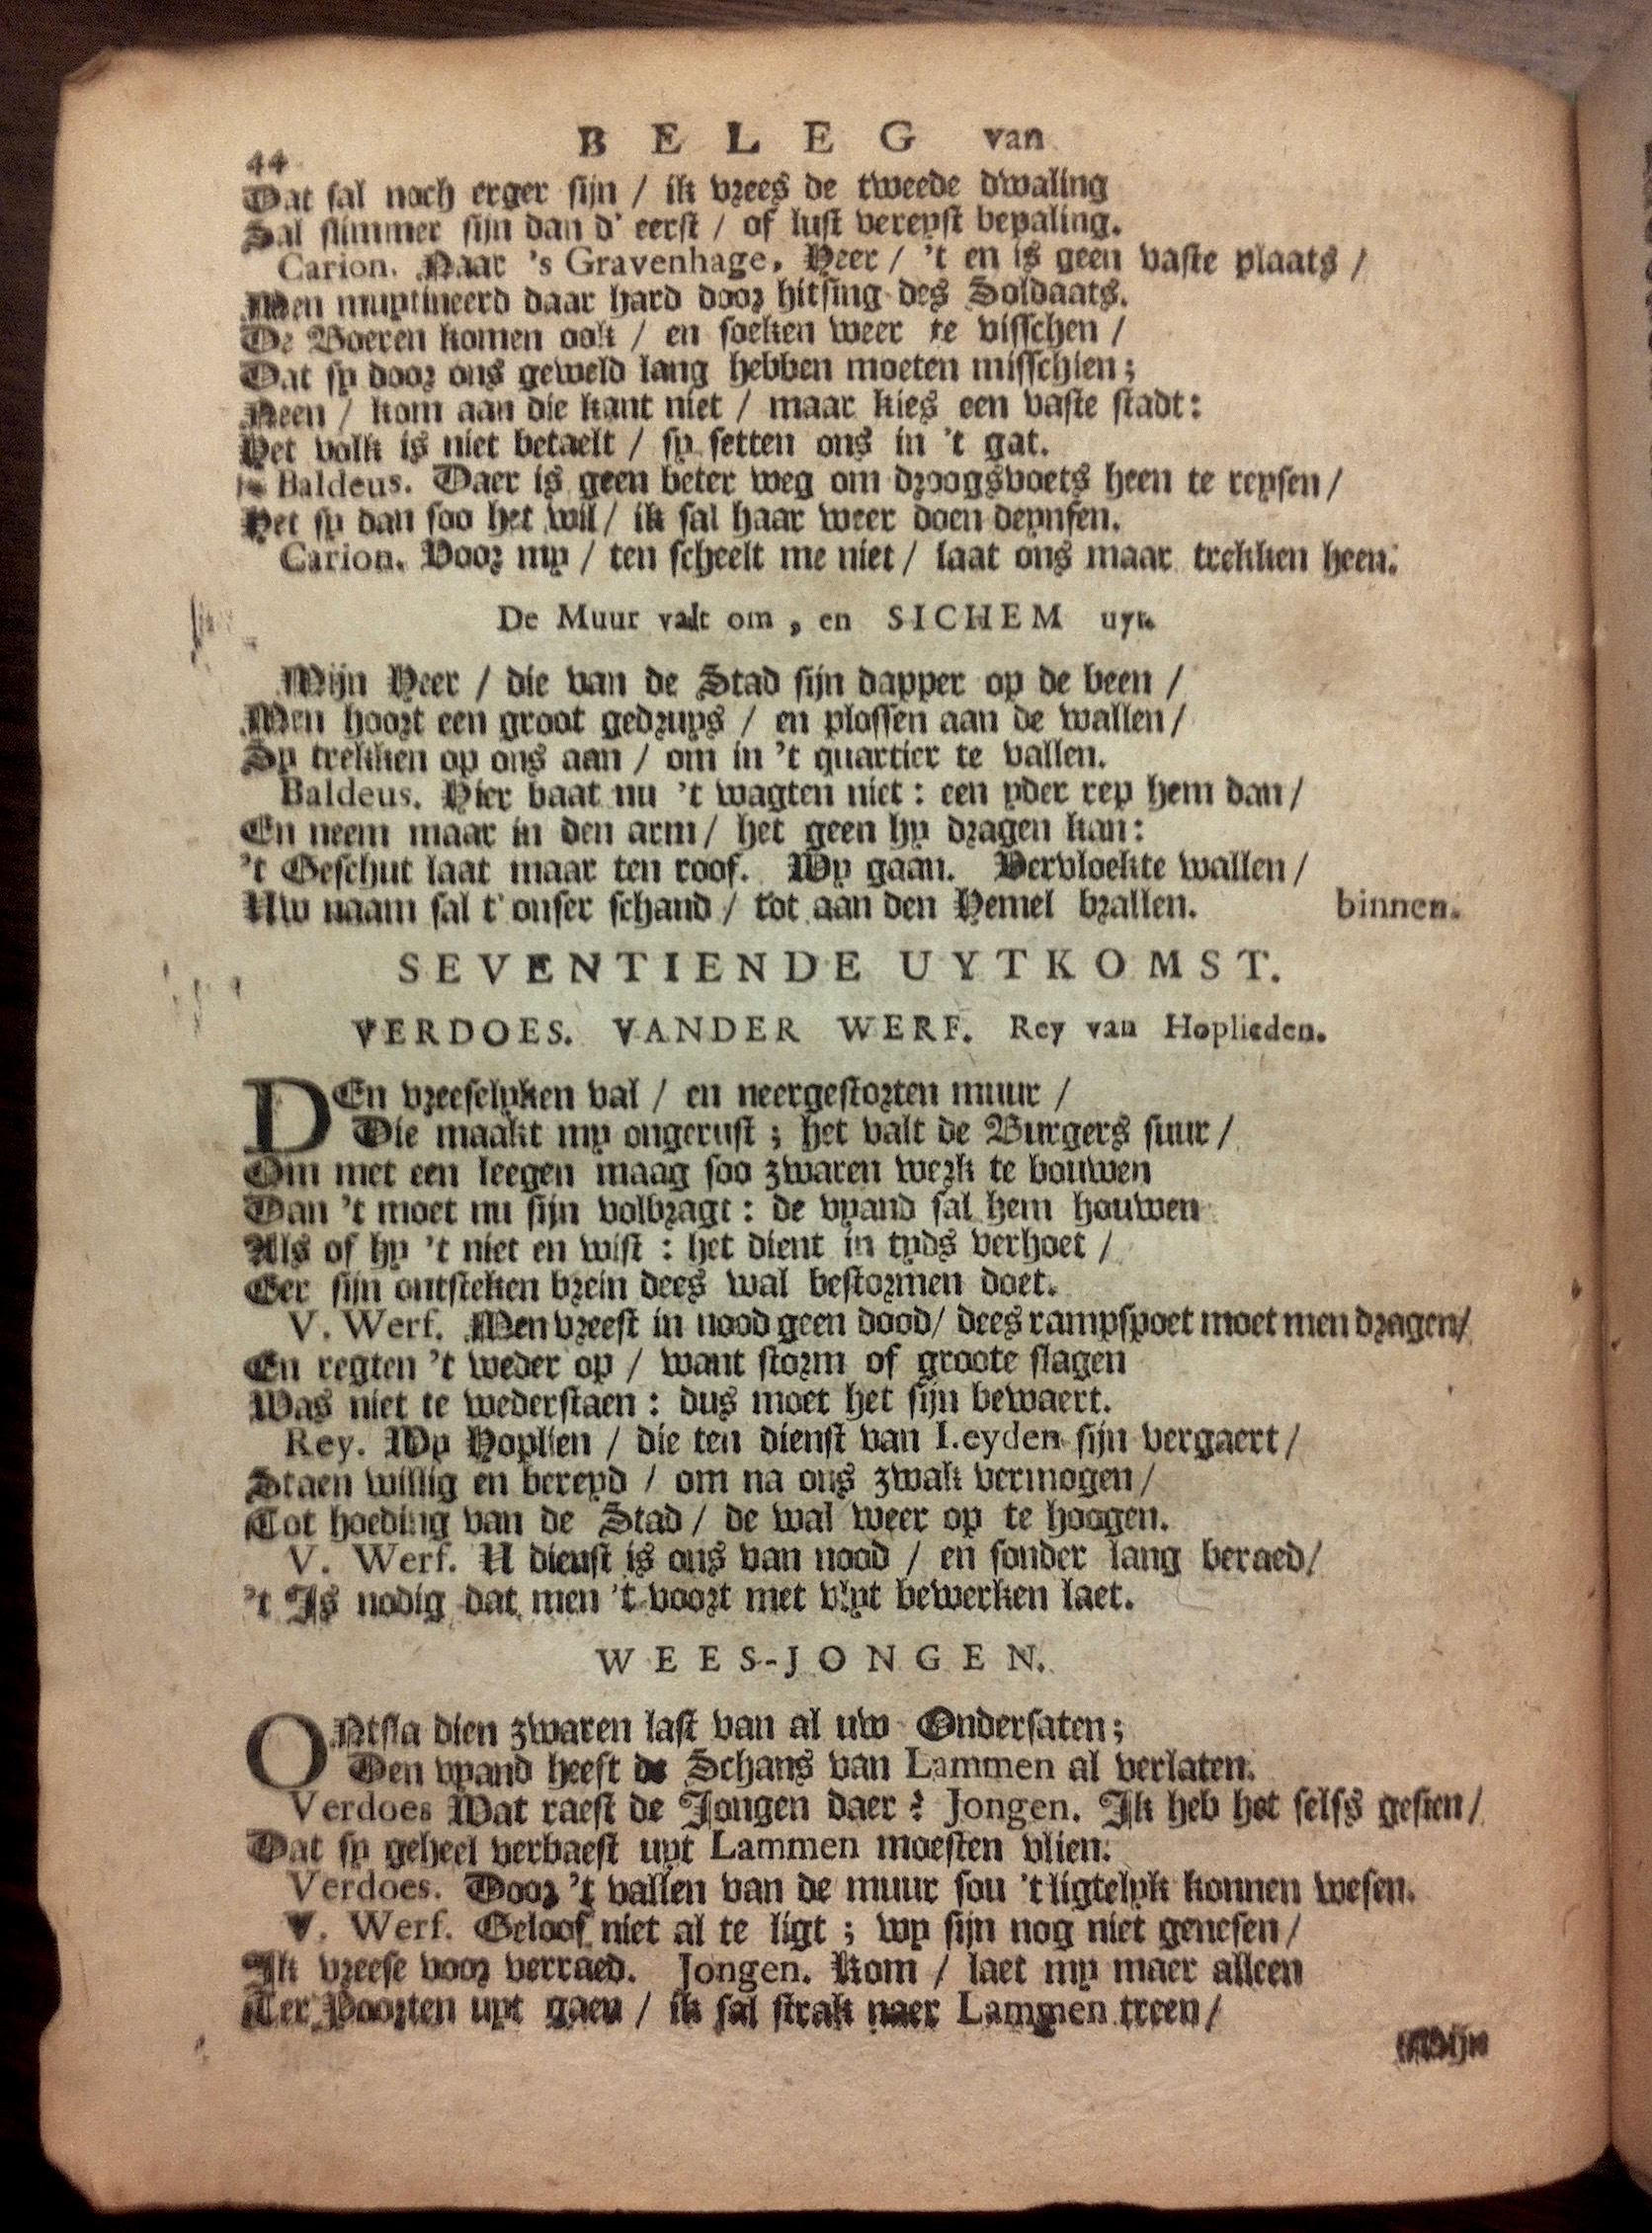 44 BELEG van
Dat sal noch erger sijn / ik vrees de tweede dwaling
Sal slimmer sijn dan d' eerst / of lust vereyst bepaling.
Carion. Naar 's Gravenhage, Heer / 't en is geen vaste plaats /
Men muytineerd daar hard door hitsing des Soldaats.
De Boeren komen ook / en soeken weer te visschen /
Dat sy door ons geweld lang hebben moeten misschien;
Neen / kom aan die kant niet / maar kies een vaste stadt:
Het volk is niet betaelt / sy setten ons in 't gat.
Baldeus. Daer is geen beter weg om droogsvoets heen te reysen /
Het sy dan soo het wil / ik sal haar weer doen deynsen.
Carion. Voor my / ten scheelt me niet / laat ons maar trekken heen.
De Muur valt om, en SICHEM uyt.
Mijn Heer / die van de Stad sijn dapper op de been /
Men hoort een groot gedruys / en plossen aan de wallen /
Sy trekken op ons aan / om in 't quartier te vallen.
Baldeus. Hier baat nu 't wagten niet: een yder rep hem dan /
En neem maar in den arm / het geen hy dragen kan:
't Geschut laat maar ten roof. Wy gaan. Vervloekte wallen /
Uw naam sal t' onser schand / tot aan den Hemel brallen. binnen.
SEVENTIENDE UYTKOMST.
VERDOES. VANDER WERF. Rey van Hoplieden.
DEn vreeselyken val / en neergestorten muur /
Die maakt my ongerust; het valt de Burgers suur /
Om met een leegen maag soo zwaren werk te bouwen
Dan 't moet nu sijn volbragt: de vyand sal hem houwen
Als of hy 't niet en wist: het dient in tyds verhoet /
Eer sijn ontsteken brein dees wal bestormen doet.
V. Werf. Men vreest in nood geen dood / dees rampspoet moet men dragen /
En regten 't weder op / want storm of groote slagen
Was niet te wederstaen: dus moet het sijn bewaert.
Rey. Wy Hoplien / die ten dienst van Leyden sijn vergaert /
Staen willig en bereyd / om na ons zwak vermogen /
Tot hoeding van de Stad / de wal weer op te hoogen.
V. Werf. U dienst is ons van nood / en sonder lang beraed /
't Is nodig dat men 't voort met vlyt bewerken laet.
WEES-JONGEN.
ONtsla dien zwaren last van al uw Ondersaten;
Den vyand heeft de Schans van Lammen al verlaten.
Verdoes Wat raest de Jongen daer? Jongen. Ik heb het selfs gesien /
Dat sy geheel verbaest uyt Lammen moesten vlien.
Verdoes. Door 't vallen van de muur sou 't ligtelyk konnen wesen.
V. Werf. Geloof niet al te ligt; wy sijn nog niet genesen /
Ik vreese voor verraed. Jongen. Kom / laet my maer alleen
Ter Poorten uyt gaen / ik sal strak naer Lammen treen /
Mijn